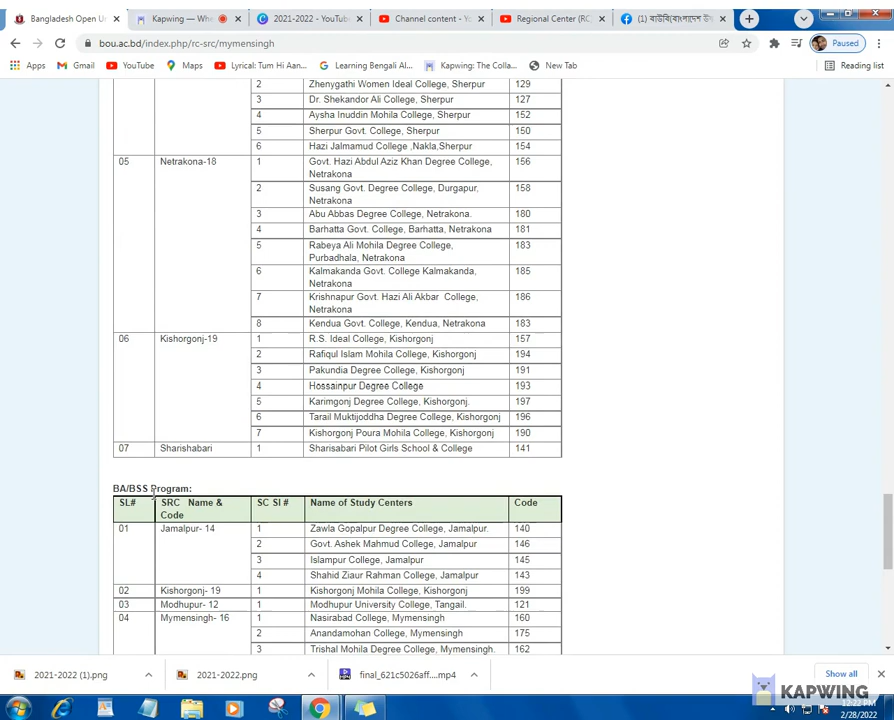 Bangladesh Open U
Kapwing — Whe
2021-2022 - YouT
Channel content - Yo
Regional Center (RC
(1) বাউবি(বাংলাদেশ উ
bou.ac.bd/index.php/rc-src/mymensingh
Paused
Apps Gmail YouTube Maps Lyrical: Tum Hi Aan... Learning Bengali Al... Kapwing: The Colla... New Tab Reading list
2 Zhenygathi Women Ideal College, Sherpur 129
3 Dr. Shekandor Ali College, Sherpur 127
4 Aysha Inuddin Mohila College, Sherpur 152
5 Sherpur Govt. College, Sherpur 150
6 Hazi Jalmamud College ,Nakla,Sherpur 154
05 Netrakona-18 1 Govt. Hazi Abdul Aziz Khan Degree College, 156
Netrakona
2 Susang Govt. Degree College, Durgapur, 158
Netrakona
3 Abu Abbas Degree College, Netrakona. 180
4 Barhatta Govt. College, Barhatta, Netrakona 181
5 Rabeya Ali Mohila Degree College, 183
Purbadhala, Netrakona
6 Kalmakanda Govt. College Kalmakanda, 185
Netrakona
7 Krishnapur Govt. Hazi Ali Akbar College, 186
Netrakona
8 Kendua Govt. College, Kendua, Netrakona 183
06 Kishorgonj-19 1 R.S. Ideal College, Kishorgonj 157
2 Rafiqul Islam Mohila College, Kishorgonj 194
3 Pakundia Degree College, Kishorgonj 191
4 Hossainpur Degree College 193
5 Karimgonj Degree College, Kishorgonj. 197
6 Tarail Muktijoddha Degree College, Kishorgonj 196
7 Kishorgonj Poura Mohila College, Kishorgonj 190
07 Sharishabari 1 Sharisabari Pilot Girls School & College 141
BA/BSS Program:
SL# SRC Name & SC Sl # Name of Study Centers Code
Code
01 Jamalpur- 14 1 Zawla Gopalpur Degree College, Jamalpur. 140
2 Govt. Ashek Mahmud College, Jamalpur 146
3 Islampur College, Jamalpur 145
4 Shahid Ziaur Rahman College, Jamalpur 143
02 Kishorgonj- 19 1 Kishorgonj Mohila College, Kishorgonj 199
03 Modhupur- 12 1 Modhupur University College, Tangail. 121
04 Mymensingh- 16 1 Nasirabad College, Mymensingh 160
2 Anandamohan College, Mymensingh 175
3 Trishal Mohila Degree College, Mymensingh. 162
2021-2022 (1).png
2021-2022.png
final_621c5026aff....mp4
Show all
KAPWING
12:22 PM
2/28/2022